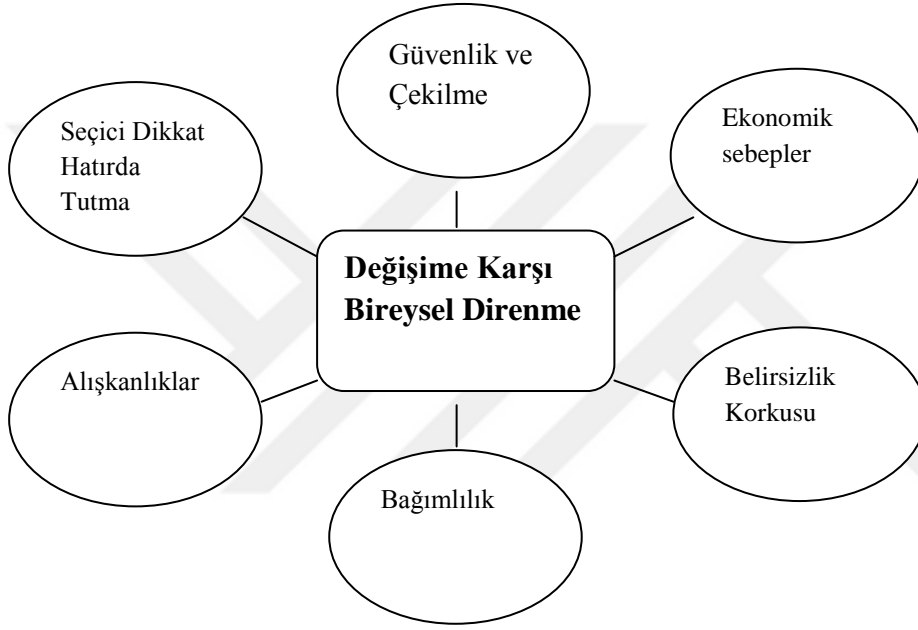 Güvenlik ve
Çekilme
Seçici Dikkat
Hatırda
Tutma
Ekonomik
sebepler
Değişime Karşı
Bireysel Direnme
Alışkanlıklar
Belirsizlik
Korkusu
Bağımlılık